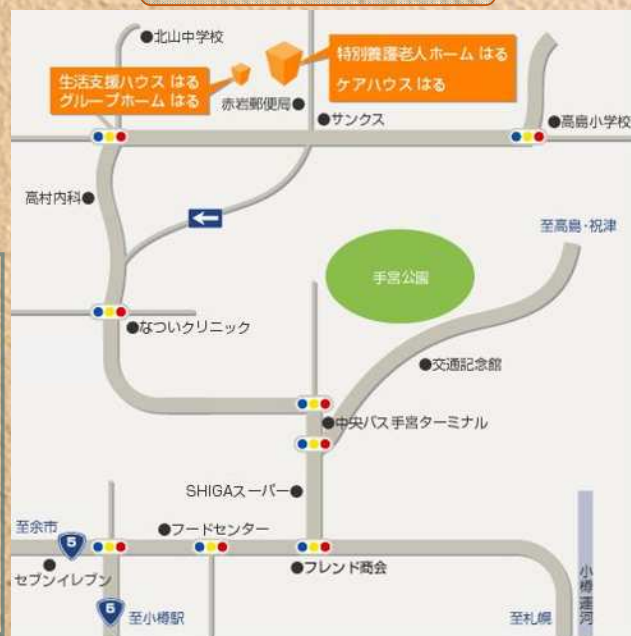 北山中学校
特別養護老人ホーム はる
ケアハウス はる
生活支援ハウス はる
グループホーム はる
赤岩郵便局
サンクス
高島小学校
高村内科
至高島・祝津
手宮公園
なついクリニック
交通記念館
中央バス手宮ターミナル
SHIGAスーパー
至余市
5
フードセンター
セブンイレブン
フレンド商会
小樽運河
5
至小樽駅
至札幌